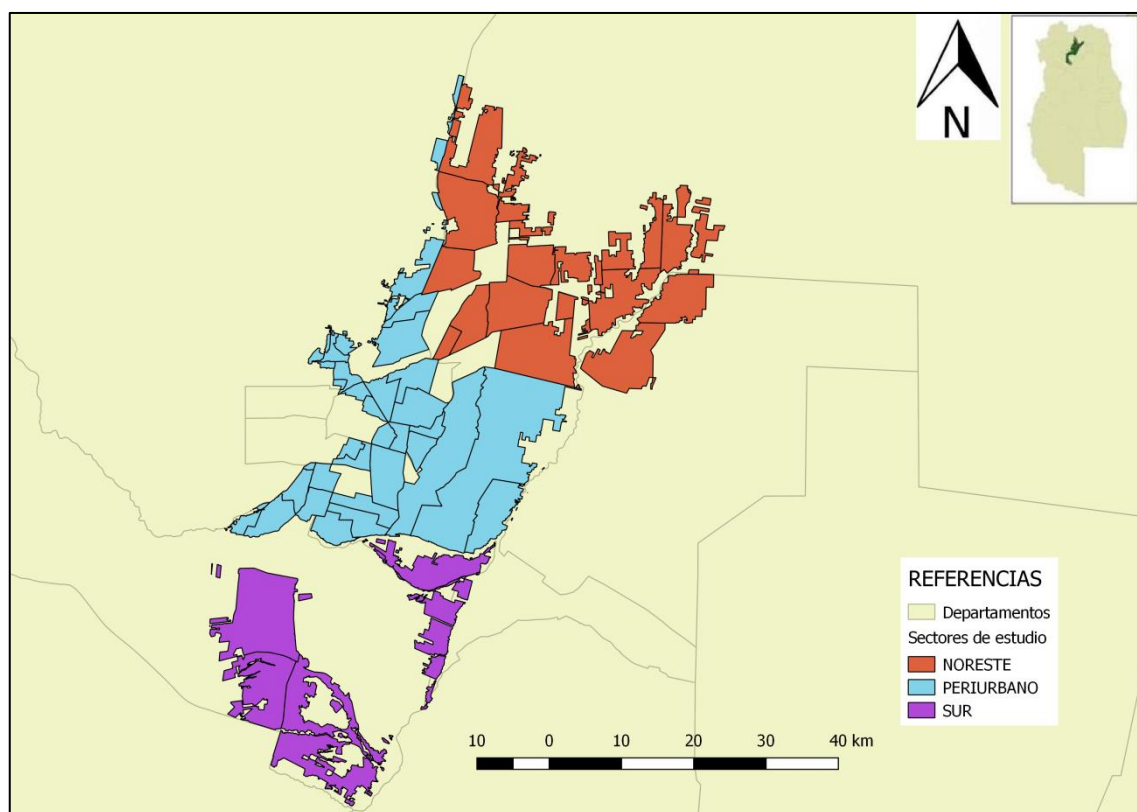 N
REFERENCIAS
Departamentos
Sectores de estudio
NORESTE
PERIURBANO
SUR
10 0 10 20 30 40 km